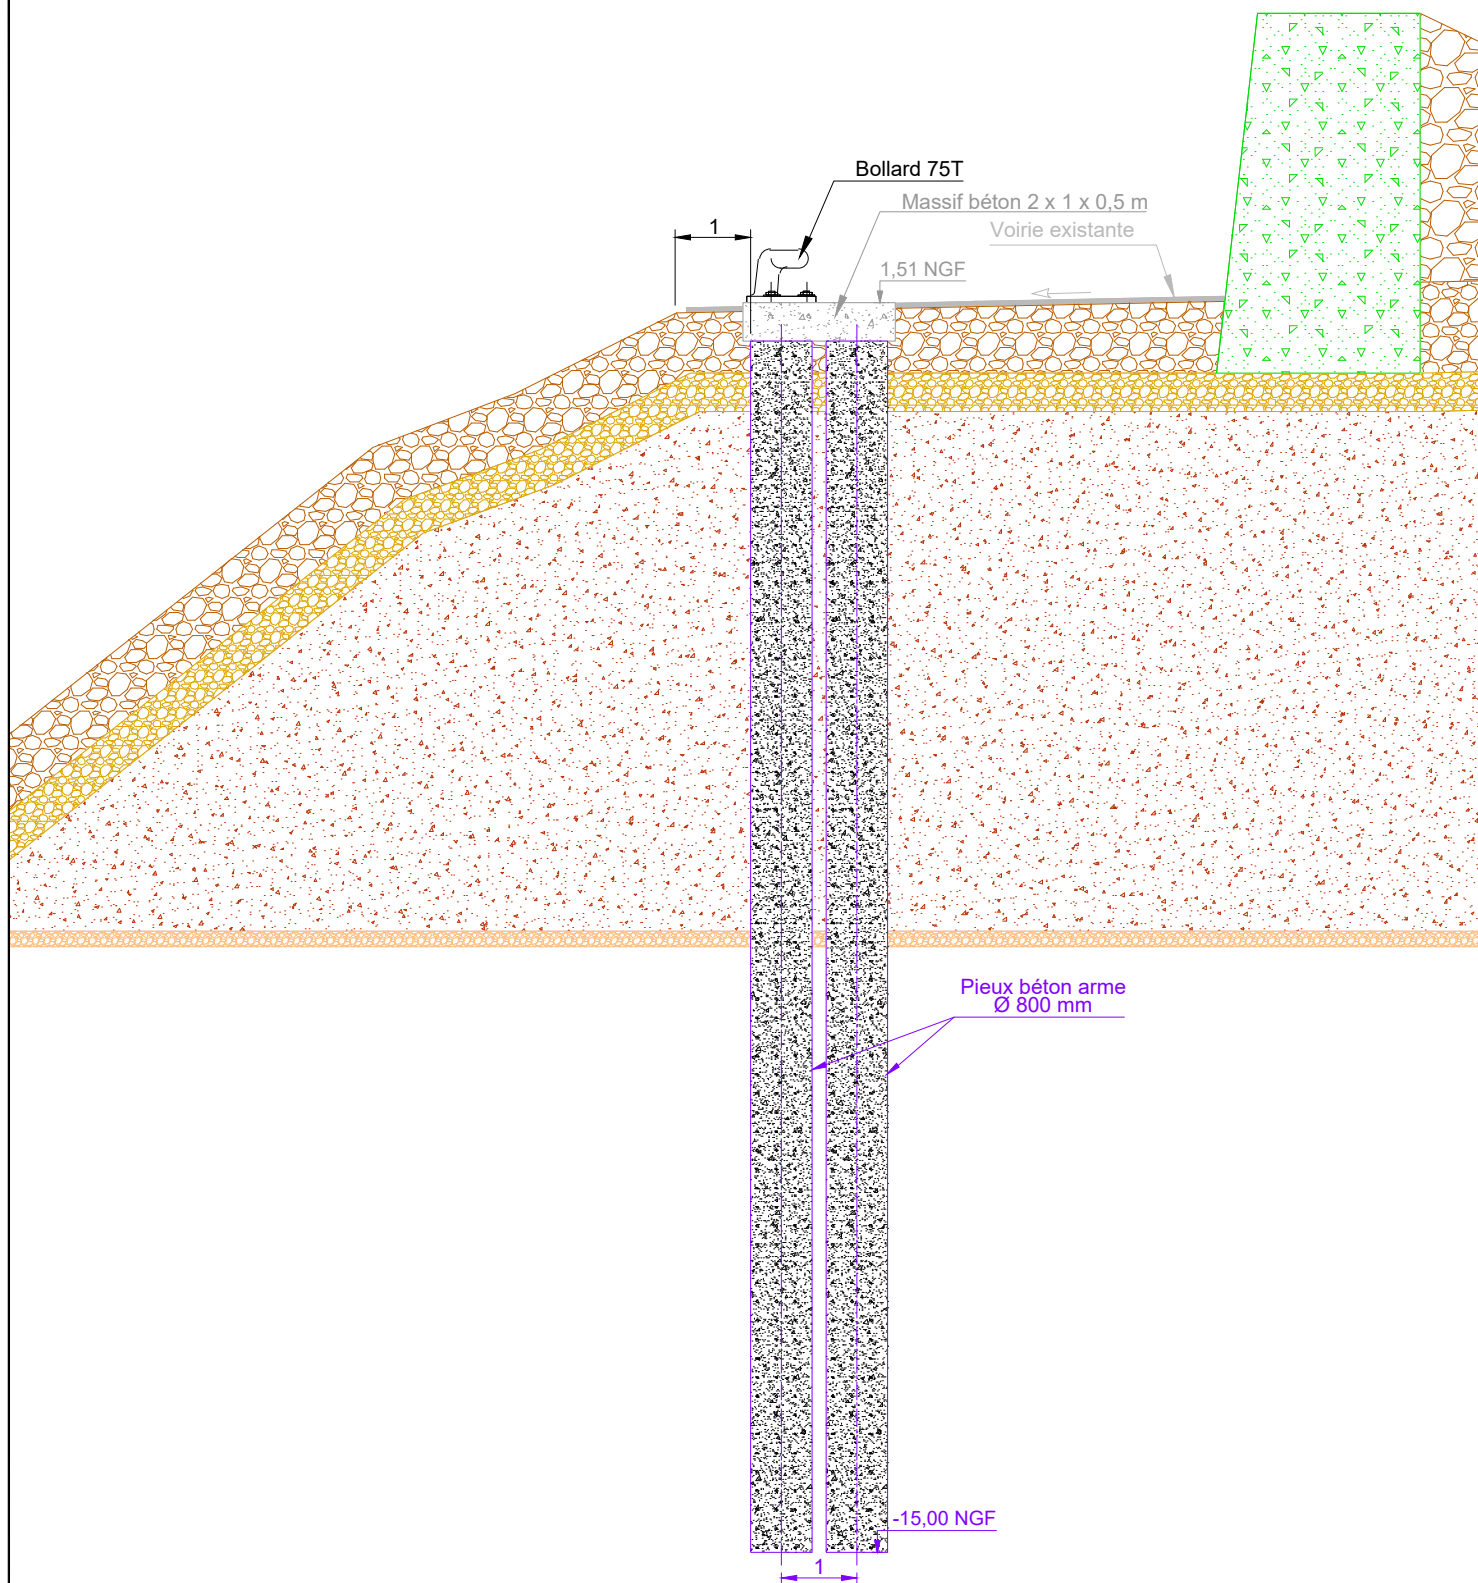 Bollard 75T
Massif béton 2 x 1 x 0,5 m
Voirie existante
1
1,51 NGF
Pieux béton arme
Ø 800 mm
-15,00 NGF
1